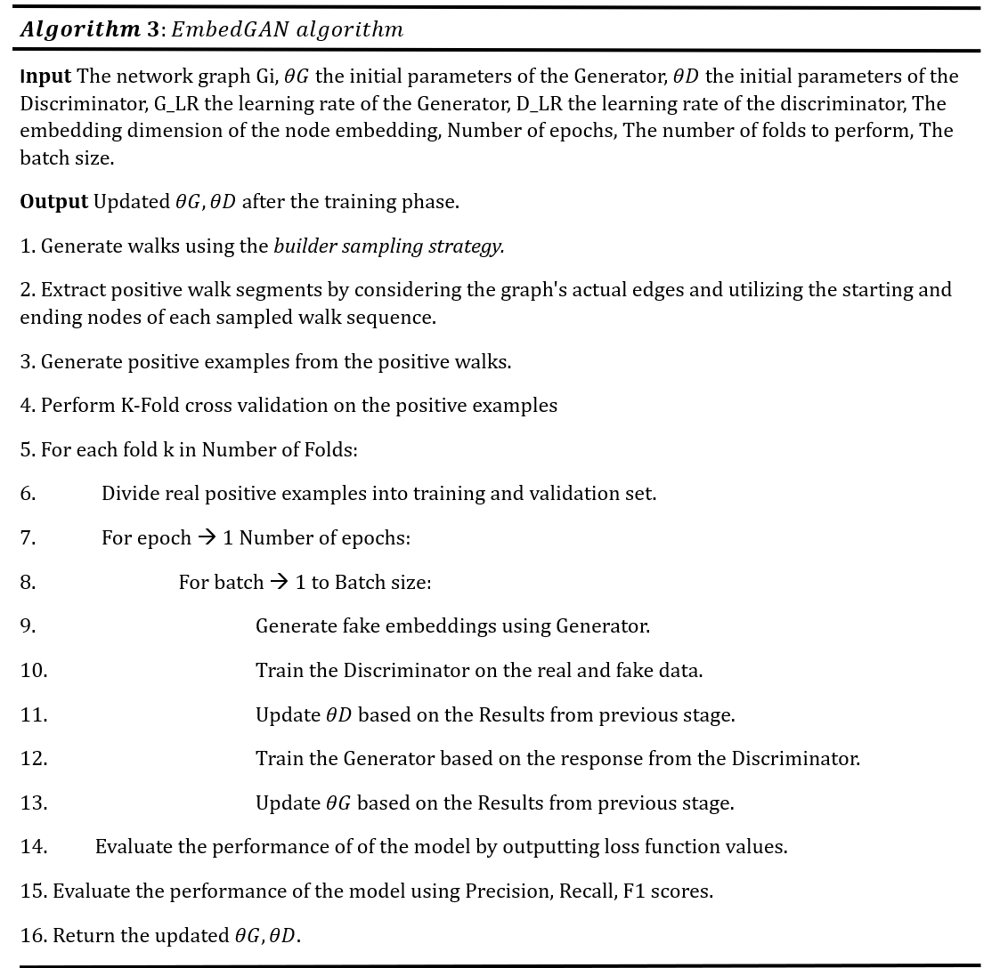 Algorithm 3: EmbedGAN algorithm
Input The network graph Gi, θG the initial parameters of the Generator, θD the initial parameters of the
Discriminator, G_LR the learning rate of the Generator, D_LR the learning rate of the discriminator, The
embedding dimension of the node embedding, Number of epochs, The number of folds to perform, The
batch size.
Output Updated θG, θD after the training phase.
1. Generate walks using the builder sampling strategy.
2. Extract positive walk segments by considering the graph's actual edges and utilizing the starting and
ending nodes of each sampled walk sequence.
3. Generate positive examples from the positive walks.
4. Perform K-Fold cross validation on the positive examples
5. For each fold k in Number of Folds:
6. Divide real positive examples into training and validation set.
7. For epoch → 1 Number of epochs:
8. For batch → 1 to Batch size:
9. Generate fake embeddings using Generator.
10. Train the Discriminator on the real and fake data.
11. Update θD based on the Results from previous stage.
12. Train the Generator based on the response from the Discriminator.
13. Update θG based on the Results from previous stage.
14. Evaluate the performance of of the model by outputting loss function values.
15. Evaluate the performance of the model using Precision, Recall, F1 scores.
16. Return the updated θG, θD.